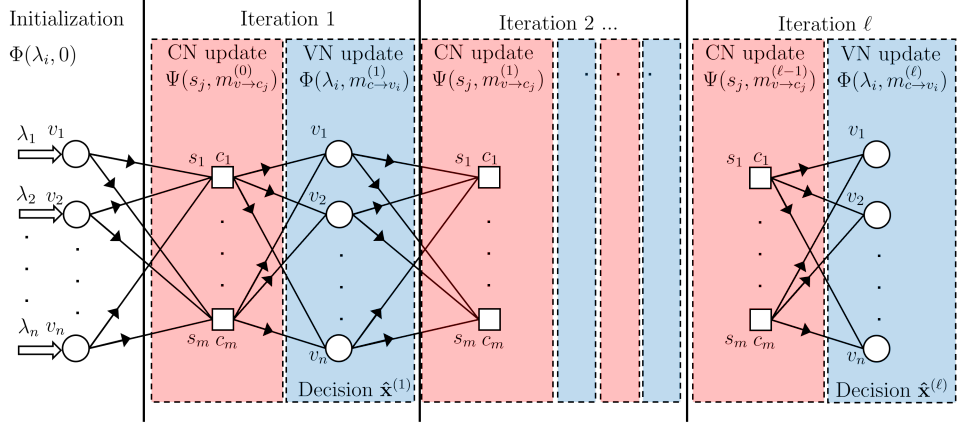 Initialization
Φ(λ_i, 0)
λ_1 v_1
λ_2 v_2
λ_n v_n
Iteration 1
CN update
Ψ(s_j, m^{(0)}_{v→c_j})
s_1 c_1
s_m c_m
VN update
Φ(λ_i, m^{(1)}_{c→v_i})
v_1
v_2
v_n
Decision x̂^{(1)}
Iteration 2 ...
CN update
Ψ(s_j, m^{(1)}_{v→c_j})
s_1 c_1
s_m c_m
Iteration ℓ
CN update
Ψ(s_j, m^{(ℓ−1)}_{v→c_j})
s_1 c_1
s_m c_m
VN update
Φ(λ_i, m^{(ℓ)}_{c→v_i})
v_1
v_2
v_n
Decision x̂^{(ℓ)}